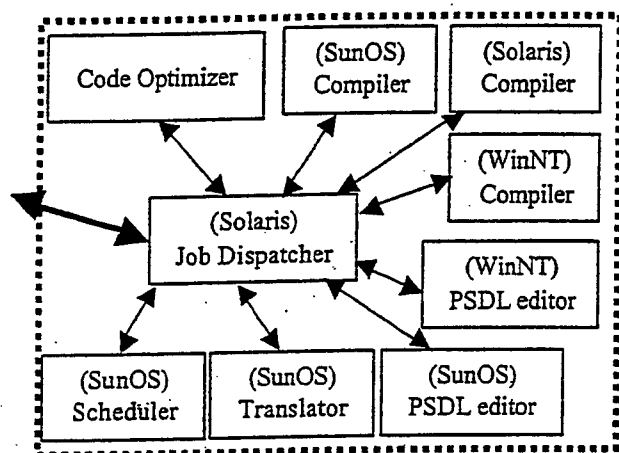 Code Optimizer
(SunOS)
Compiler
(Solaris)
Compiler
(WinNT)
Compiler
(Solaris)
Job Dispatcher
(WinNT)
PSDL editor
(SunOS)
Scheduler
(SunOS)
Translator
(SunOS)
PSDL editor